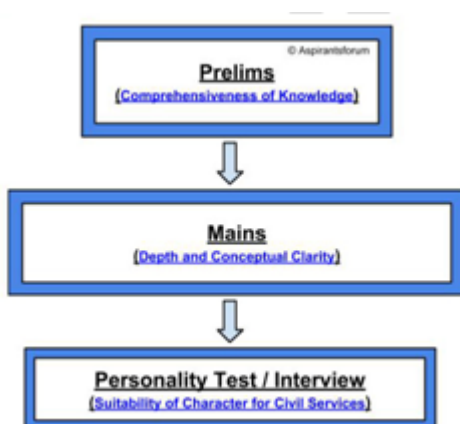 © Aspirantsforum
Prelims
(Comprehensiveness of Knowledge)
Mains
(Depth and Conceptual Clarity)
Personality Test / Interview
(Suitability of Character for Civil Services)